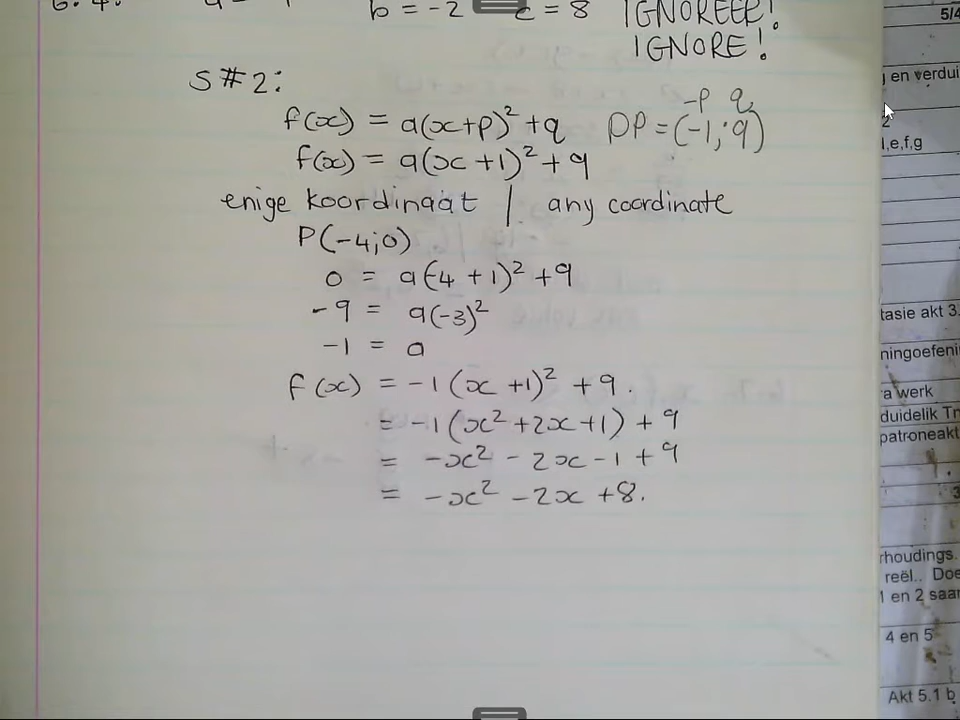 b = -2 c = 8 IGNOREER!
IGNORE!
S#2:
f(x) = a(x+p)² + q DP = (-1; 9)
-p q
f(x) = a(x+1)² + 9
enige koordinaat / any coordinate
P(-4;0)
0 = a(-4 + 1)² + 9
-9 = a(-3)²
-1 = a
f(x) = -1(x+1)² + 9.
= -1(x²+2x+1) + 9
= -x² - 2x - 1 + 9
= -x² - 2x + 8.
5/4
en verdui
2
,e,f,g
tasie akt 3.
ningoefeni
a werk
duidelik Tr
patroneakt
3
rhoudings.
reël.. Doe
1 en 2 saar
4 en 5
Akt 5.1 b